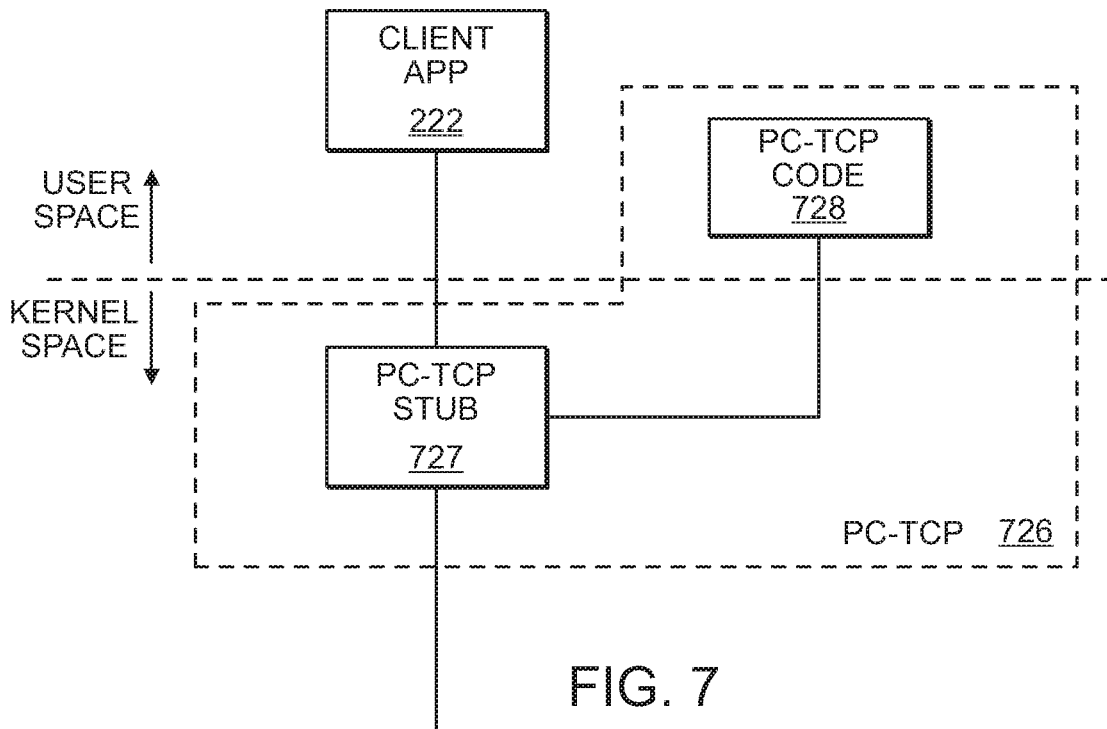 CLIENT
APP
222
PC-TCP
CODE
728
USER
SPACE
KERNEL
SPACE
PC-TCP
STUB
727
PC-TCP 726
FIG. 7